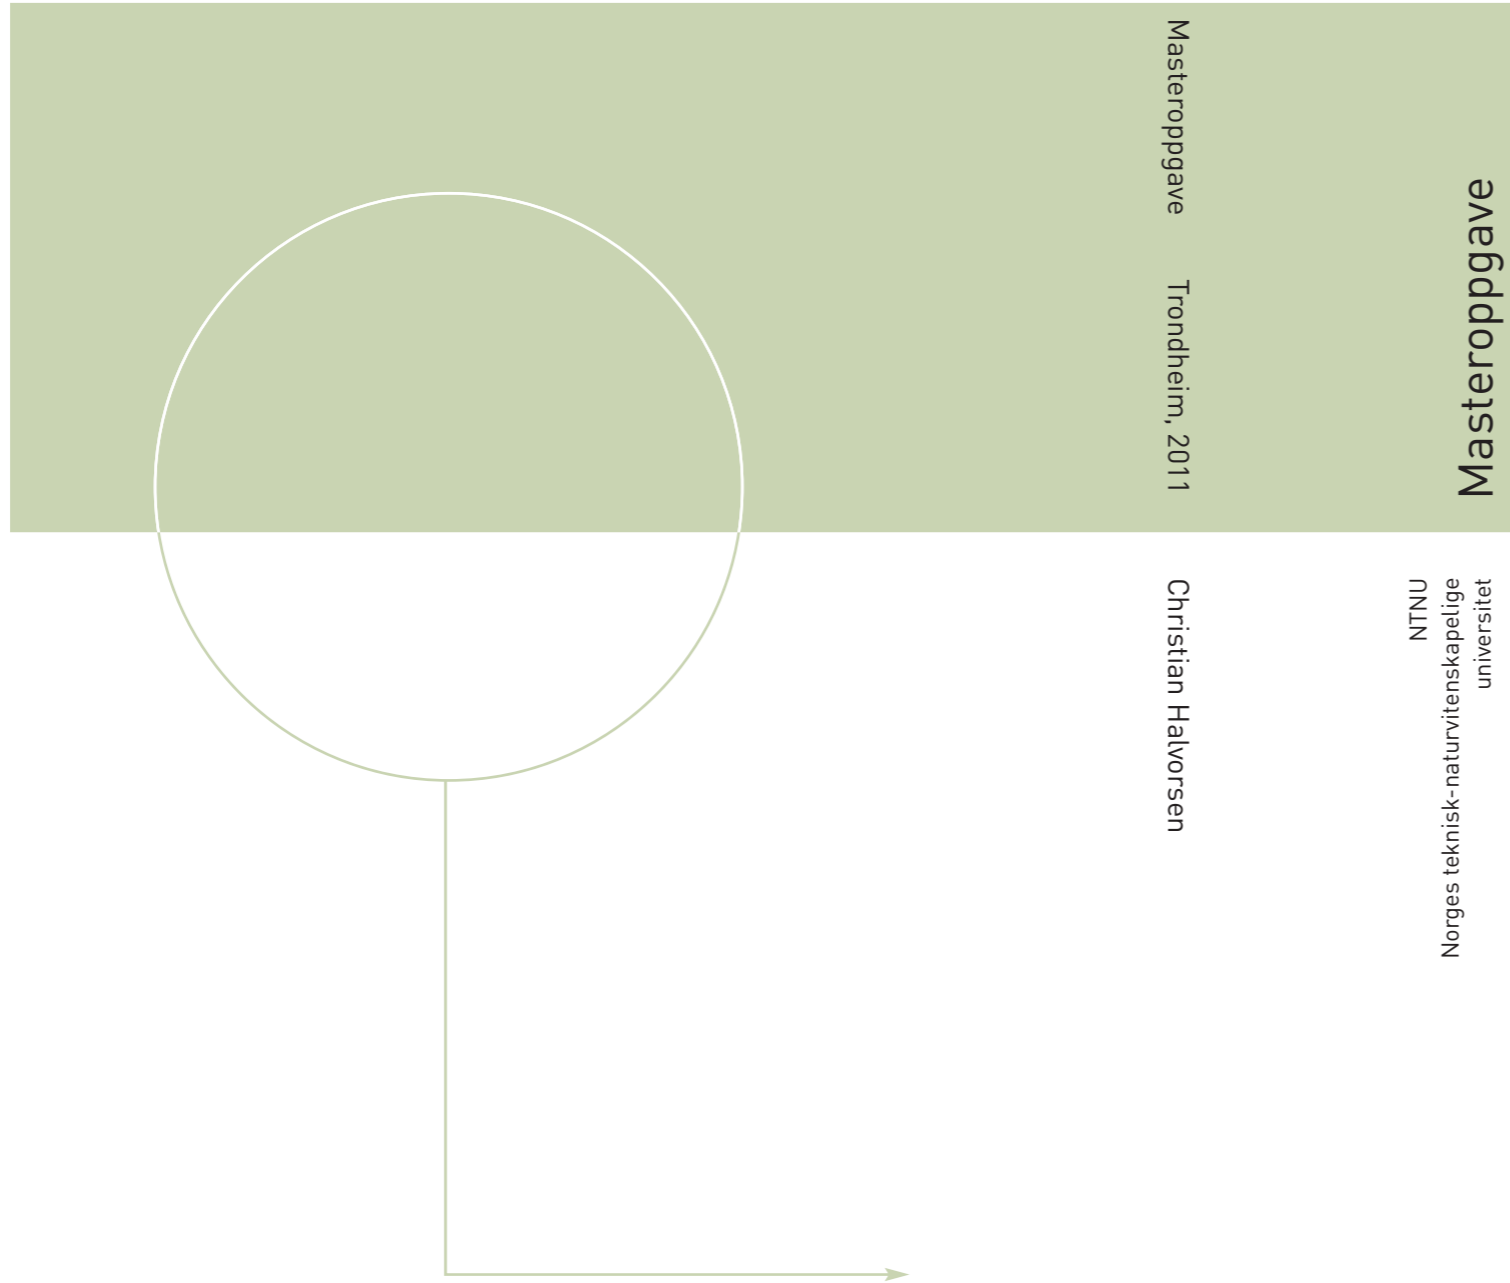 Masteroppgave
Trondheim, 2011
Christian Halvorsen
Masteroppgave
NTNU
Norges teknisk-naturvitenskapelige
universitet